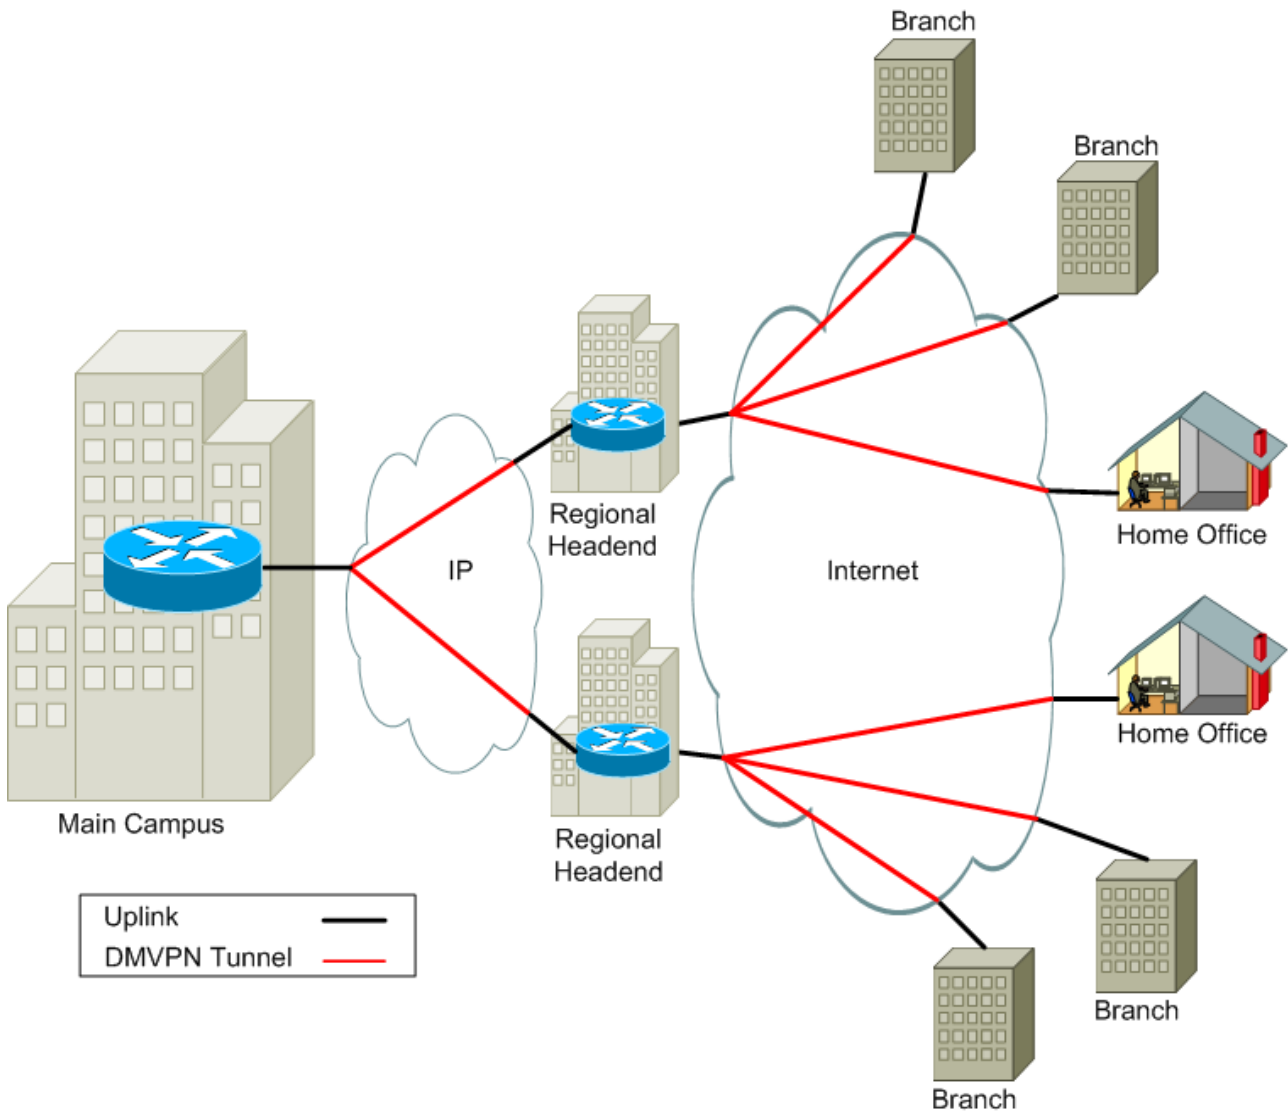 Branch
Branch
Regional
Headend
Home Office
IP
Internet
Home Office
Main Campus
Regional
Headend
Uplink
DMVPN Tunnel
Branch
Branch